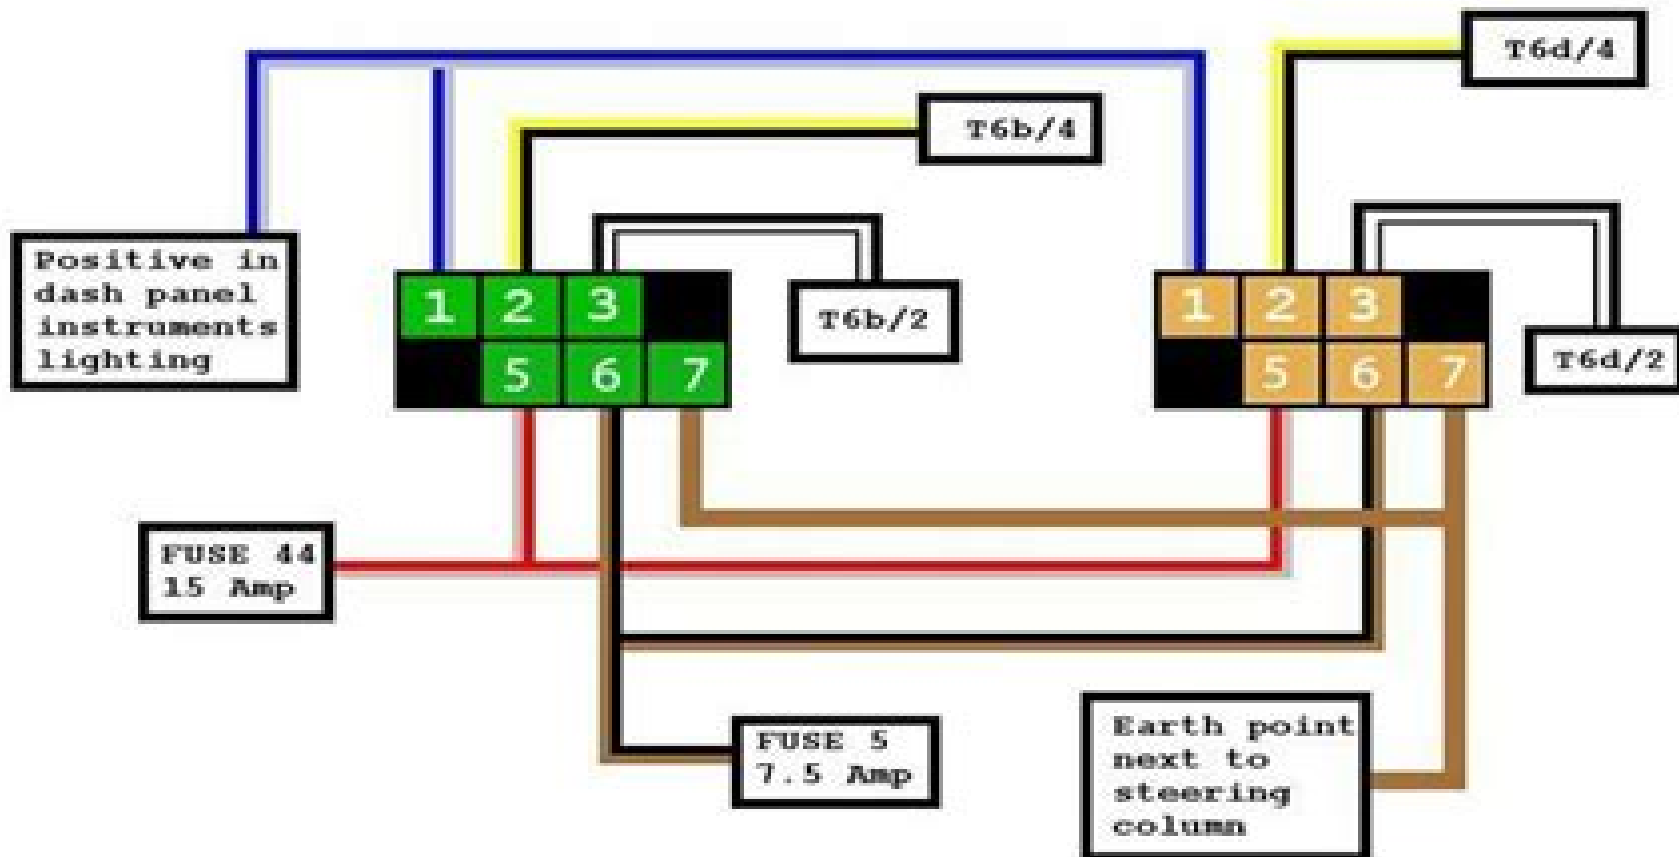 T6d/4
T6b/4
Positive in
dash panel
instruments
lighting
1 2 3
5 6 7
T6b/2
1 2 3
5 6 7
T6d/2
FUSE 44
15 Amp
FUSE 5
7.5 Amp
Earth point
next to
steering
column